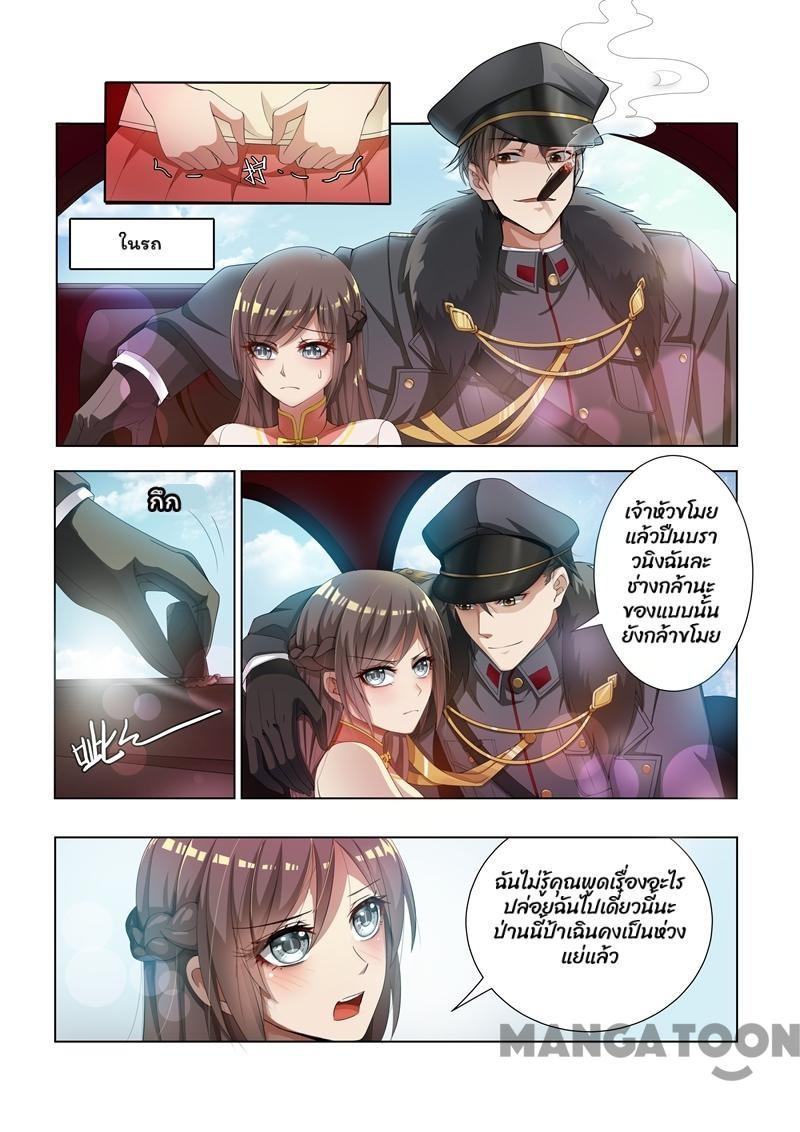 拧
ในรถ
กึก
呲
เจ้าหัวขโมย
แล้วปืนบรา
วนิงฉันละ
ช่างกล้านะ
ของแบบนั้น
ยังกล้าขโมย
ฉันไม่รู้คุณพูดเรื่องอะไร
ปล่อยฉันไปเดี๋ยวนี้นะ
ป่านนี้ป้าเฉินคงเป็นห่วง
แย่แล้ว
MANGATOON